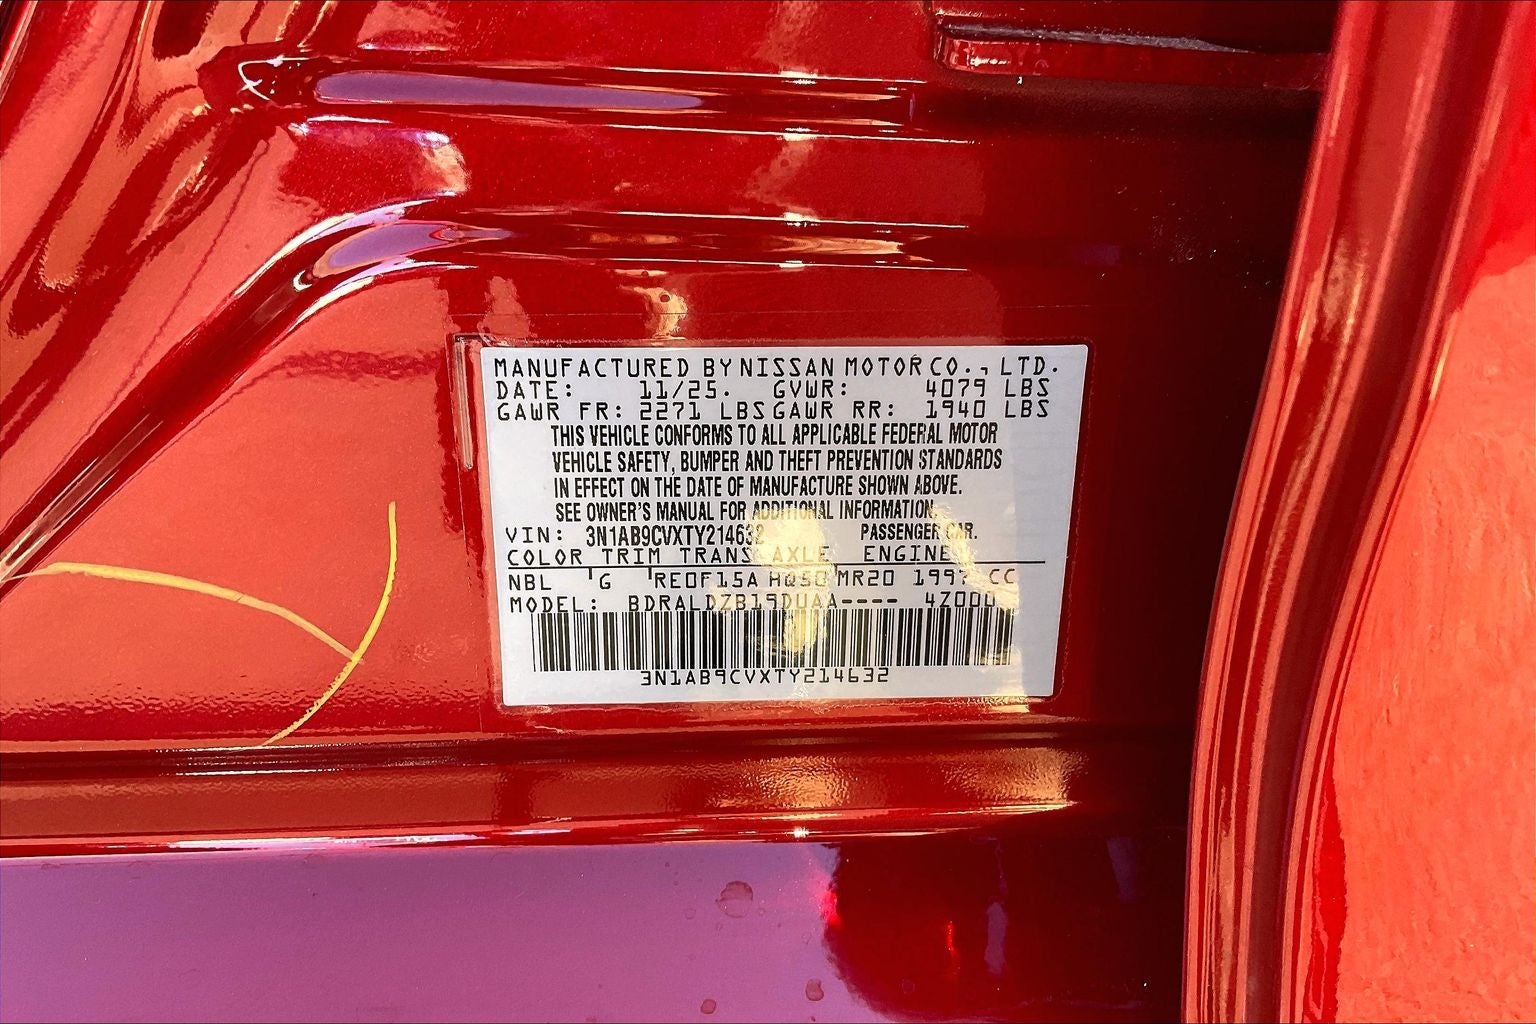 MANUFACTURED BY NISSAN MOTOR CO., LTD.
DATE: 11/25. GVWR: 4079 LBS
GAWR FR: 2271 LBS GAWR RR: 1940 LBS
THIS VEHICLE CONFORMS TO ALL APPLICABLE FEDERAL MOTOR
VEHICLE SAFETY, BUMPER AND THEFT PREVENTION STANDARDS
IN EFFECT ON THE DATE OF MANUFACTURE SHOWN ABOVE.
SEE OWNER'S MANUAL FOR ADDITIONAL INFORMATION.
VIN: 3N1AB9CVXTY214632 PASSENGER CAR.
COLOR TRIM TRANS AXLE ENGINE
NBL G RE0F15A HQ50 MR20 1997 CC
MODEL: BDRALDZB19DUAA---- 4Z000
3N1AB9CVXTY214632